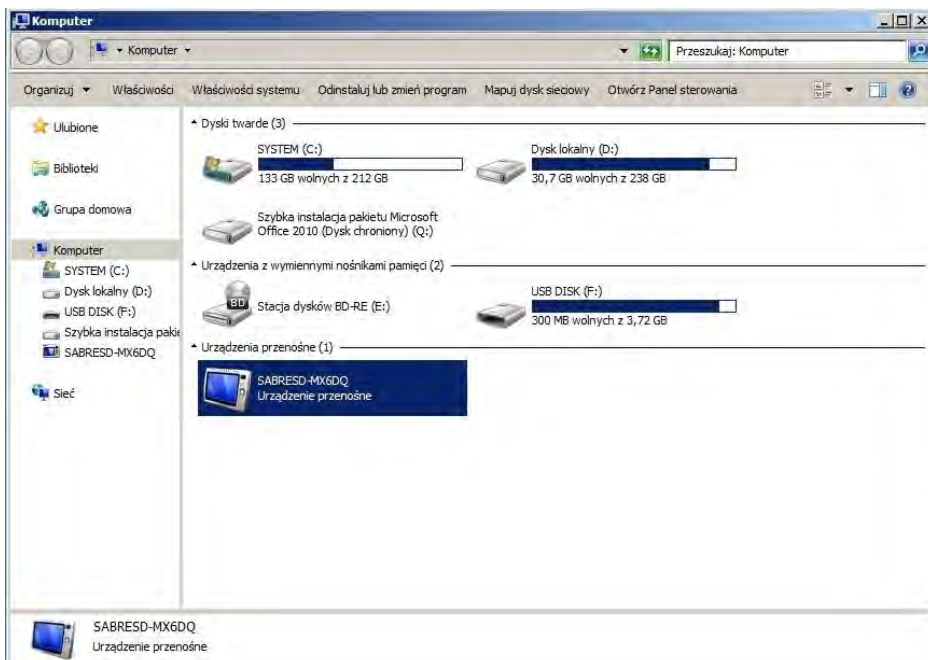 Komputer
Komputer
Przeszukaj: Komputer
Organizuj Właściwości Właściwości systemu Odinstaluj lub zmień program Mapuj dysk sieciowy Otwórz Panel sterowania
Ulubione
Biblioteki
Grupa domowa
Komputer
SYSTEM (C:)
Dysk lokalny (D:)
USB DISK (F:)
Szybka instalacja pakie
SABRESD-MX6DQ
Sieć
Dyski twarde (3)
SYSTEM (C:)
133 GB wolnych z 212 GB
Dysk lokalny (D:)
30,7 GB wolnych z 238 GB
Szybka instalacja pakietu Microsoft
Office 2010 (Dysk chroniony) (Q:)
Urządzenia z wymiennymi nośnikami pamięci (2)
BD
Stacja dysków BD-RE (E:)
USB DISK (F:)
300 MB wolnych z 3,72 GB
Urządzenia przenośne (1)
SABRESD-MX6DQ
Urządzenie przenośne
SABRESD-MX6DQ
Urządzenie przenośne